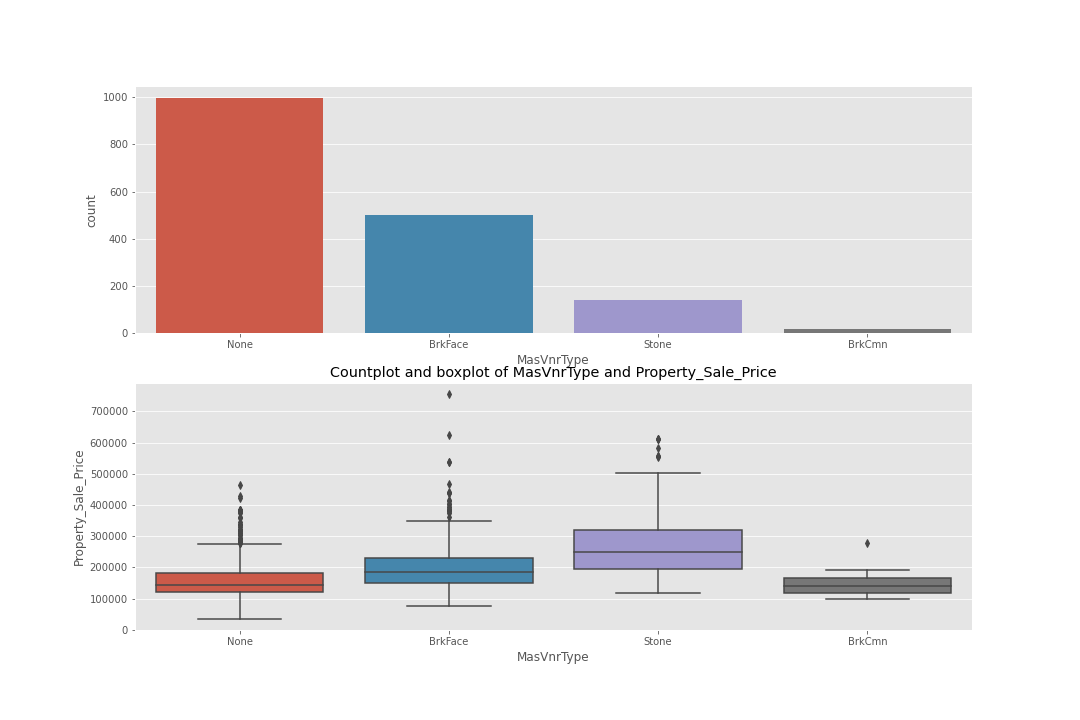 1000
800
600
400
200
0
count
None BrkFace Stone BrkCmn
MasVnrType
Countplot and boxplot of MasVnrType and Property_Sale_Price
700000
600000
500000
400000
300000
200000
100000
0
Property_Sale_Price
None BrkFace Stone BrkCmn
MasVnrType